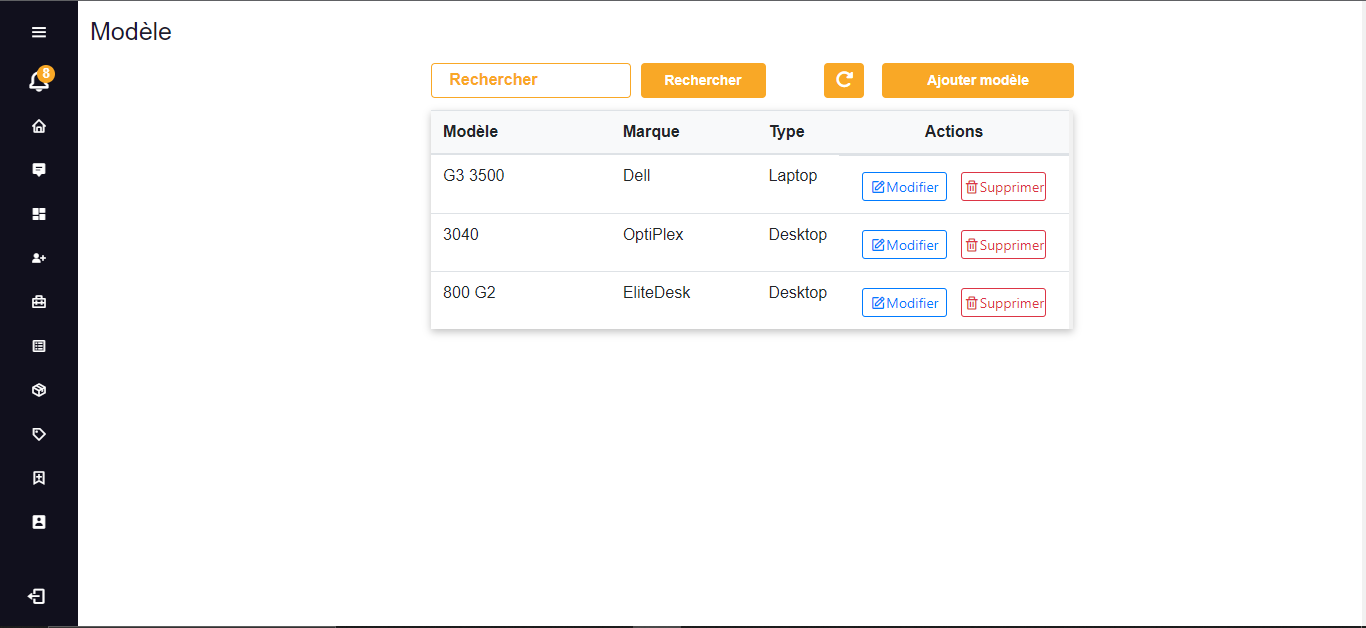 Modèle
8
Rechercher Rechercher Ajouter modèle
Modèle Marque Type Actions
G3 3500 Dell Laptop Modifier Supprimer
3040 OptiPlex Desktop Modifier Supprimer
800 G2 EliteDesk Desktop Modifier Supprimer